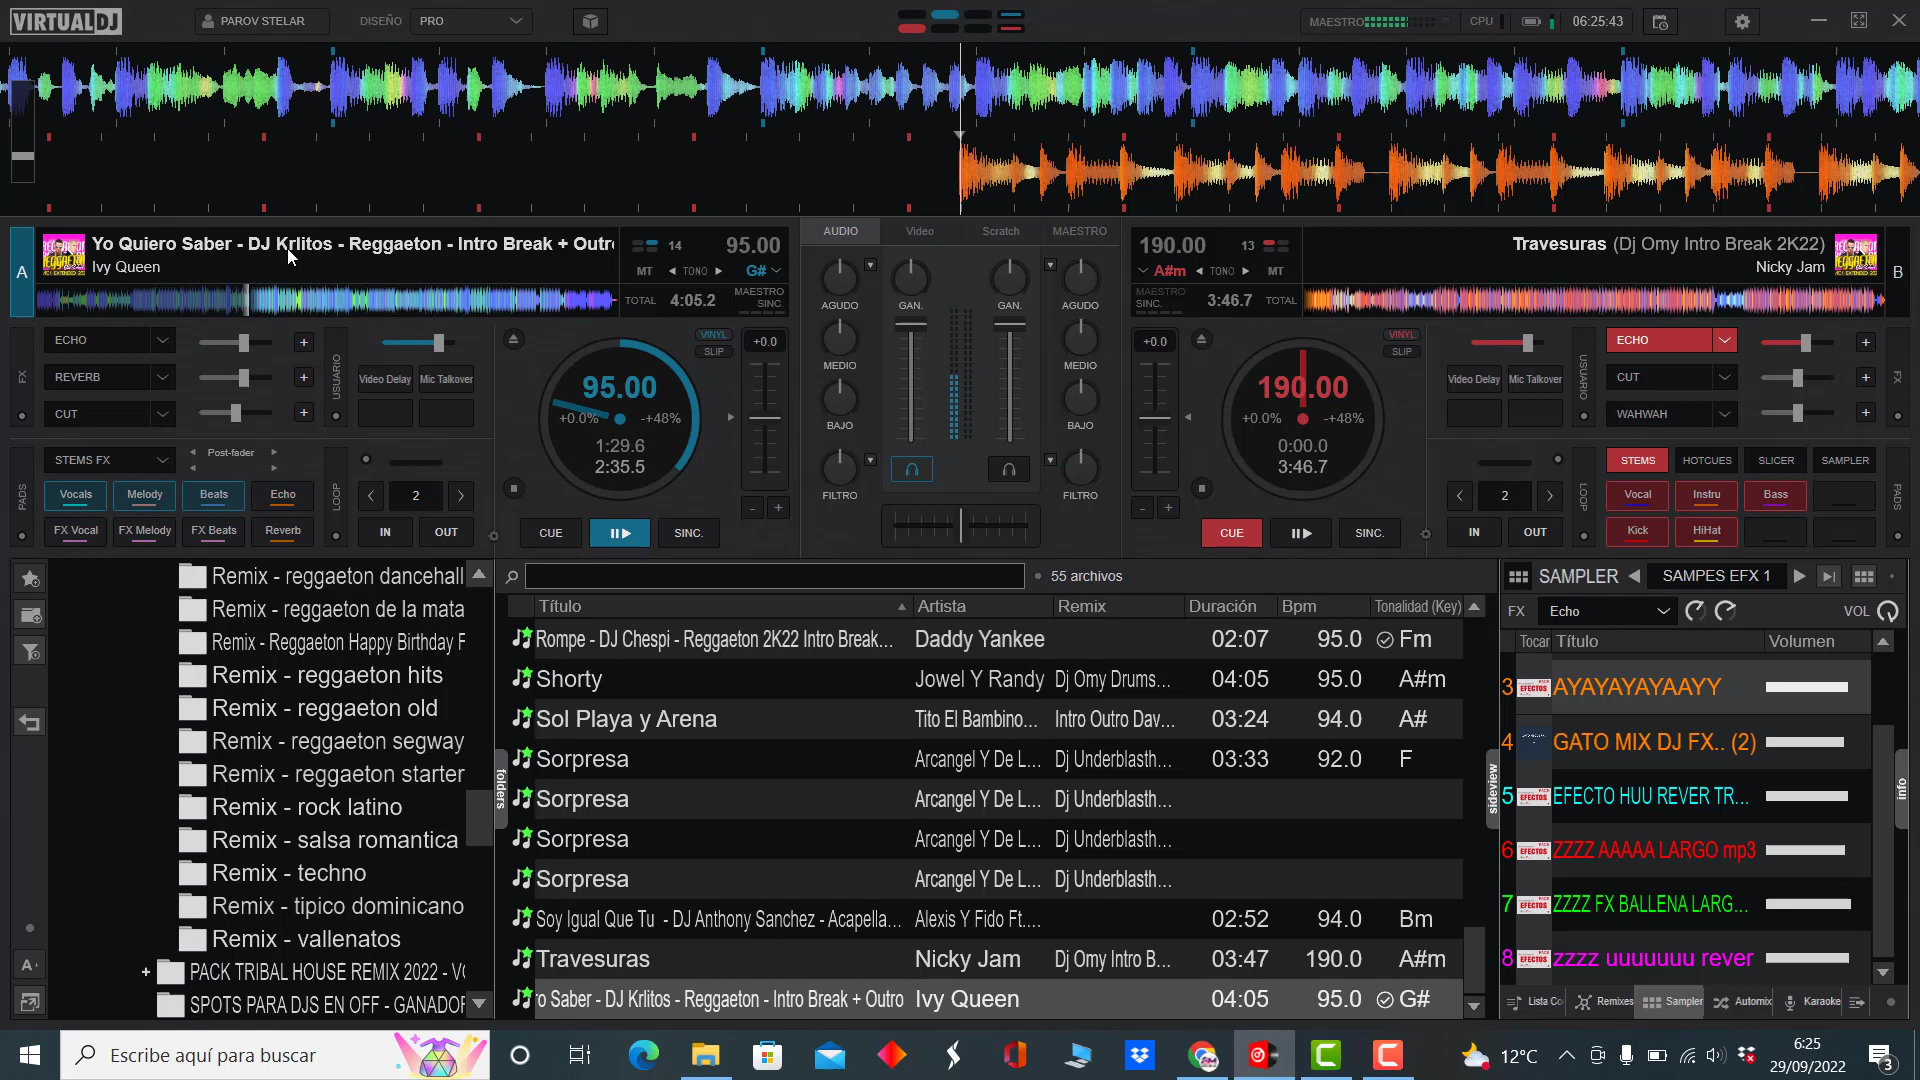 VIRTUALDJ
PAROV STELAR
DISEÑO
PRO
MAESTRO
CPU
06:25:43
A
Yo Quiero Saber - DJ Krlitos - Reggaeton - Intro Break + Outr
Ivy Queen
14
95.00
MT
TONO
G#
TOTAL
4:05.2
MAESTRO
SINC.
AUDIO
Video
Scratch
MAESTRO
190.00
13
A#m
TONO
MT
MAESTRO
SINC.
3:46.7
TOTAL
Travesuras (Dj Omy Intro Break 2K22)
Nicky Jam
B
FX
ECHO
REVERB
CUT
USUARIO
Video Delay
Mic Talkover
VINYL
SLIP
95.00
+0.0%
-+48%
1:29.6
2:35.5
+0.0
AGUDO
GAN.
GAN.
AGUDO
MEDIO
MEDIO
BAJO
BAJO
FILTRO
FILTRO
+0.0
VINYL
SLIP
190.00
+0.0%
-+48%
0:00.0
3:46.7
Video Delay
Mic Talkover
USUARIO
ECHO
CUT
WAHWAH
FX
PADS
STEMS FX
Post-fader
Vocals
Melody
Beats
Echo
FX Vocal
FX Melody
FX Beats
Reverb
LOOP
2
IN
OUT
CUE
SINC.
CUE
SINC.
2
IN
OUT
LOOP
STEMS
HOTCUES
SLICER
SAMPLER
Vocal
Instru
Bass
Kick
HiHat
PADS
Remix - reggaeton dancehall
Remix - reggaeton de la mata
Remix - Reggaeton Happy Birthday F
Remix - reggaeton hits
Remix - reggaeton old
Remix - reggaeton segway
Remix - reggaeton starter
Remix - rock latino
Remix - salsa romantica
Remix - techno
Remix - tipico dominicano
Remix - vallenatos
+ PACK TRIBAL HOUSE REMIX 2022 - VO
SPOTS PARA DJS EN OFF - GANADOR
folders
55 archivos
Título Artista Remix Duración Bpm Tonalidad (Key)
Rompe - DJ Chespi - Reggaeton 2K22 Intro Break... Daddy Yankee 02:07 95.0 Fm
Shorty Jowel Y Randy Dj Omy Drums... 04:05 95.0 A#m
Sol Playa y Arena Tito El Bambino... Intro Outro Dav... 03:24 94.0 A#
Sorpresa Arcangel Y De L... Dj Underblasth... 03:33 92.0 F
Sorpresa Arcangel Y De L... Dj Underblasth...
Sorpresa Arcangel Y De L... Dj Underblasth...
Sorpresa Arcangel Y De L... Dj Underblasth...
Soy Igual Que Tu - DJ Anthony Sanchez - Acapella... Alexis Y Fido Ft.... 02:52 94.0 Bm
Travesuras Nicky Jam Dj Omy Intro B... 03:47 190.0 A#m
ro Saber - DJ Krlitos - Reggaeton - Intro Break + Outro Ivy Queen 04:05 95.0 G#
sideview
SAMPLER
SAMPES EFX 1
FX
Echo
VOL
Tocar Título Volumen
3 AYAYAYAYAAYY
4 GATO MIX DJ FX.. (2)
5 EFECTO HUU REVER TR...
6 ZZZZ AAAAA LARGO mp3
7 ZZZZ FX BALLENA LARG...
8 zzzz uuuuuuu rever
info
Lista Co
Remixes
Sampler
Automix
Karaoke
Escribe aquí para buscar
12°C
6:25
29/09/2022
3